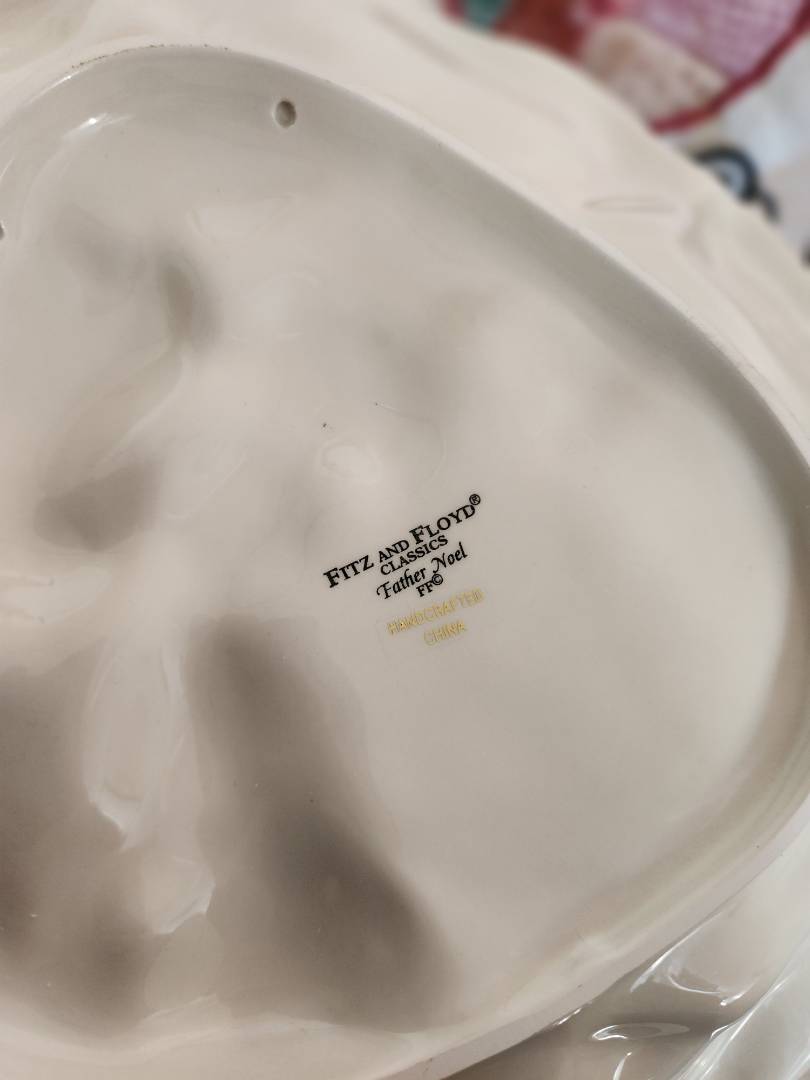 FITZ AND FLOYD®
CLASSICS
Father Noel
FF©
HANDCRAFTED
CHINA